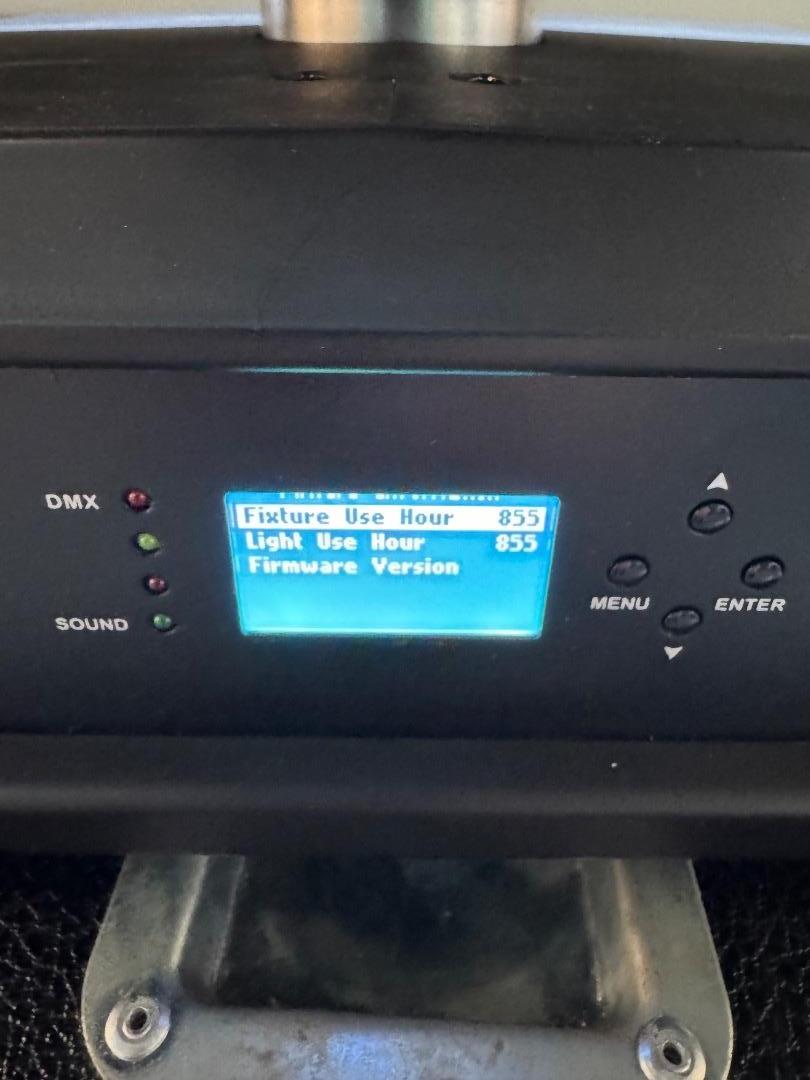 Fixture Use Hour 855
Light Use Hour 855
Firmware Version
DMX
SOUND
MENU
ENTER